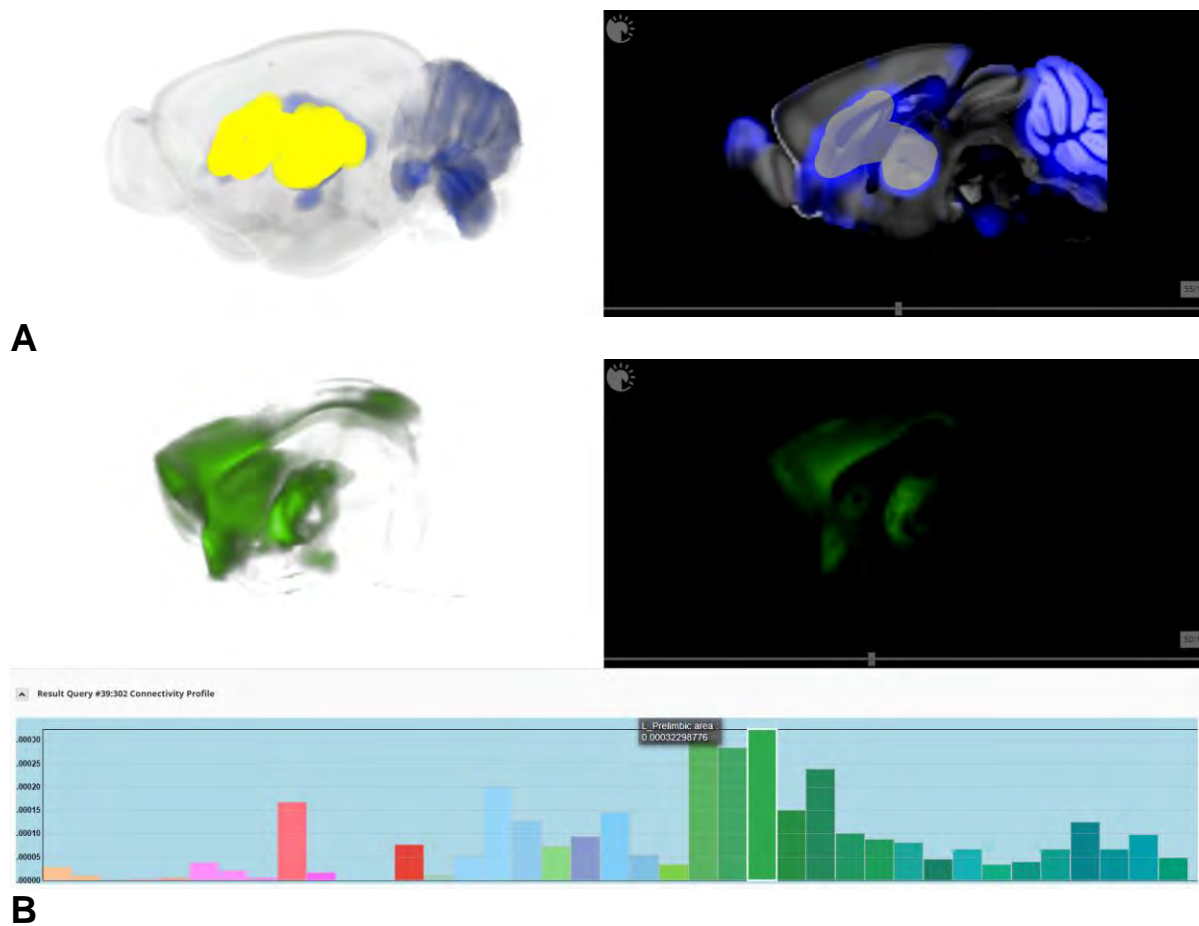 A
Result Query #39:302 Connectivity Profile
L_Prelimbic area :
0.00032298776
.00030
.00025
.00020
.00015
.00010
.00005
.00000
B